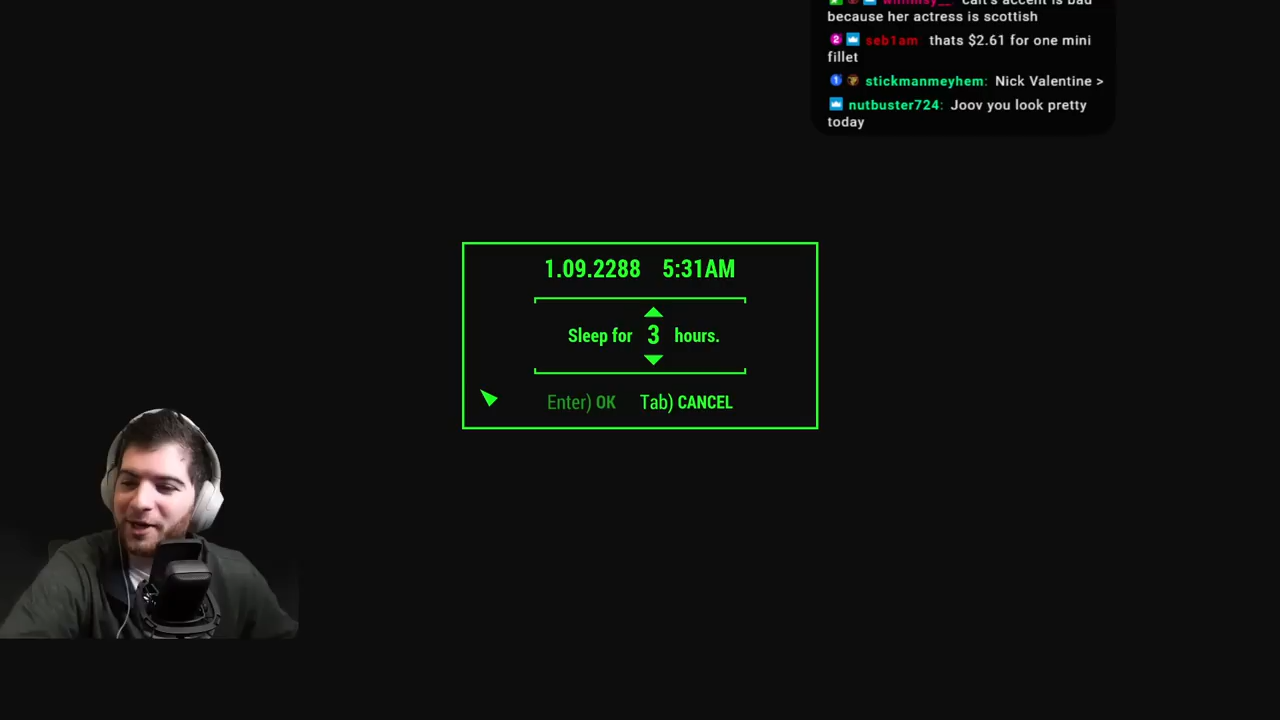 cait's accent is bad
because her actress is scottish
seb1am thats $2.61 for one mini
fillet
stickmanmeyhem: Nick Valentine >
nutbuster724: Joov you look pretty
today
1.09.2288 5:31AM
Sleep for 3 hours.
Enter) OK Tab) CANCEL